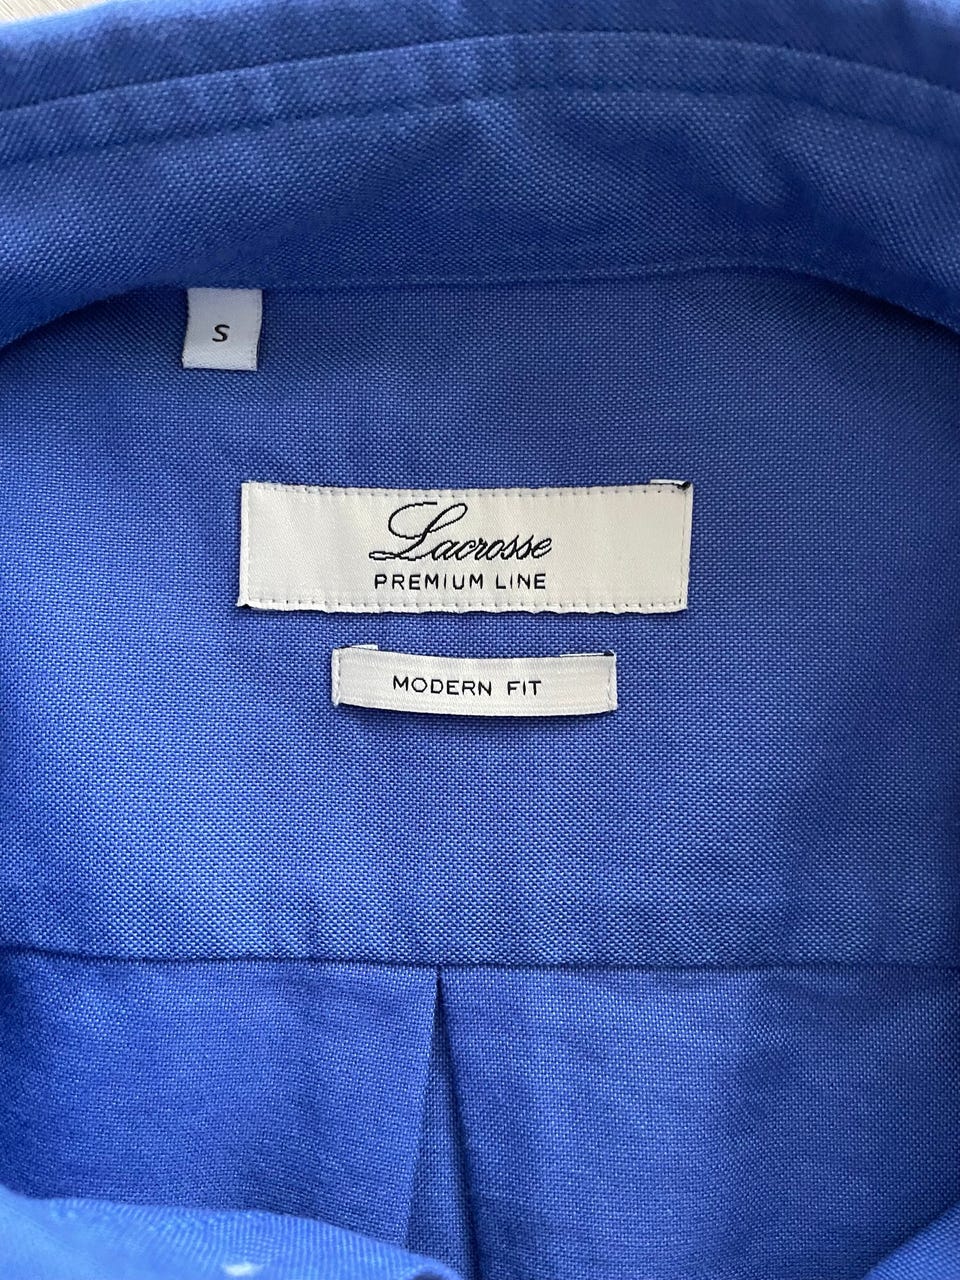 S
Lacrosse
PREMIUM LINE
MODERN FIT